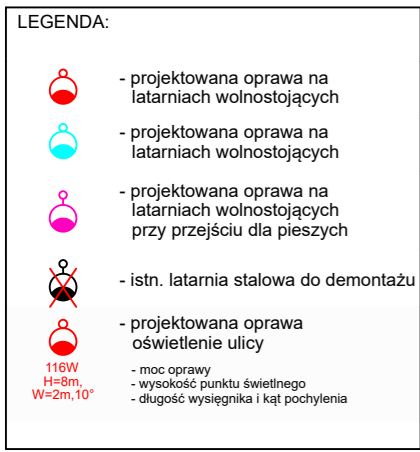 LEGENDA:
- projektowana oprawa na
latarniach wolnostojących
- projektowana oprawa na
latarniach wolnostojących
- projektowana oprawa na
latarniach wolnostojących
przy przejściu dla pieszych
- istn. latarnia stalowa do demontażu
- projektowana oprawa
oświetlenie ulicy
116W
H=8m,
W=2m,10°
- moc oprawy
- wysokość punktu świetlnego
- długość wysięgnika i kąt pochylenia